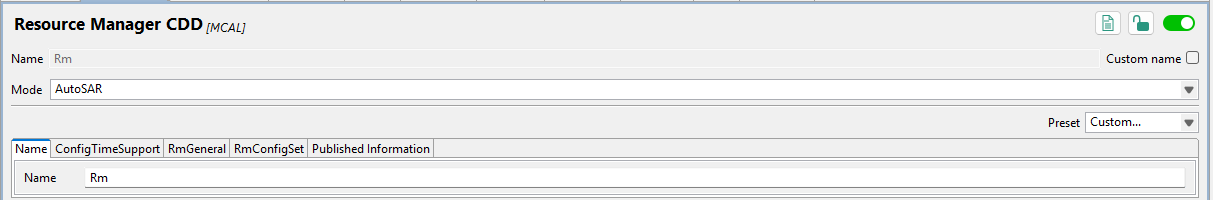 Resource Manager CDD [MCAL]
Name Rm Custom name
Mode AutoSAR
Preset Custom...
Name ConfigTimeSupport RmGeneral RmConfigSet Published Information
Name Rm